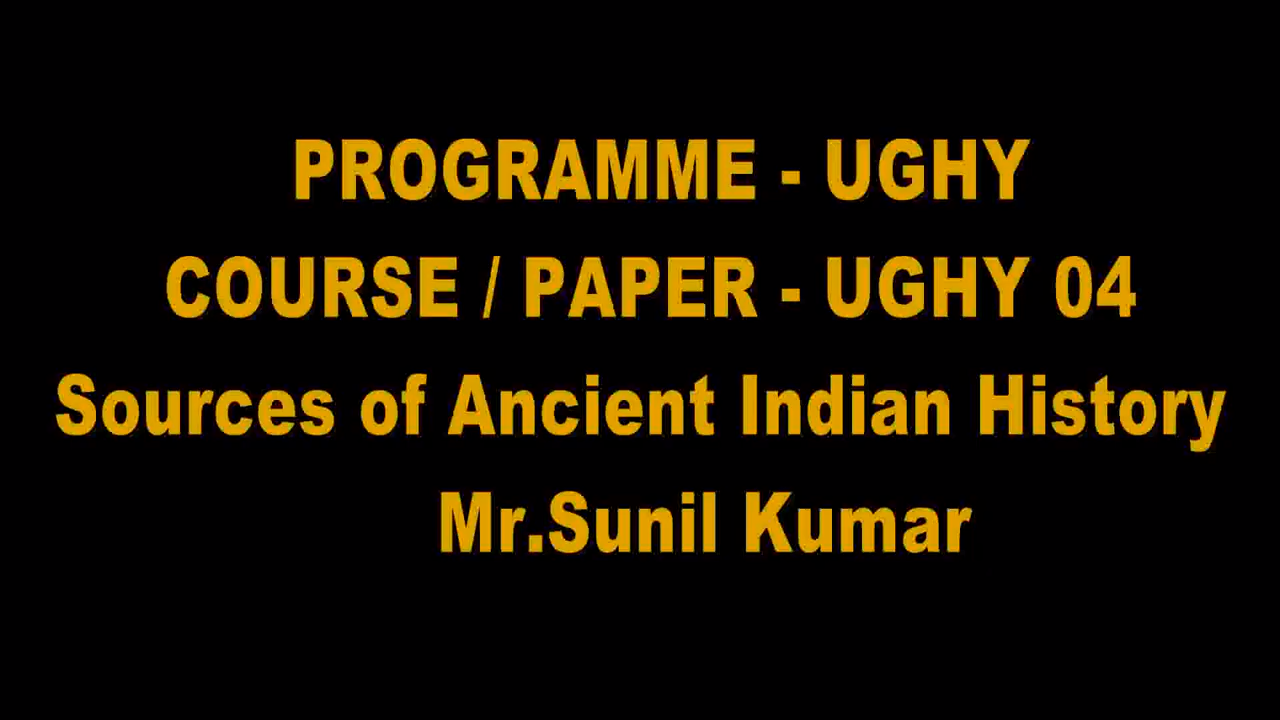 PROGRAMME - UGHY
COURSE / PAPER - UGHY 04
Sources of Ancient Indian History
Mr.Sunil Kumar